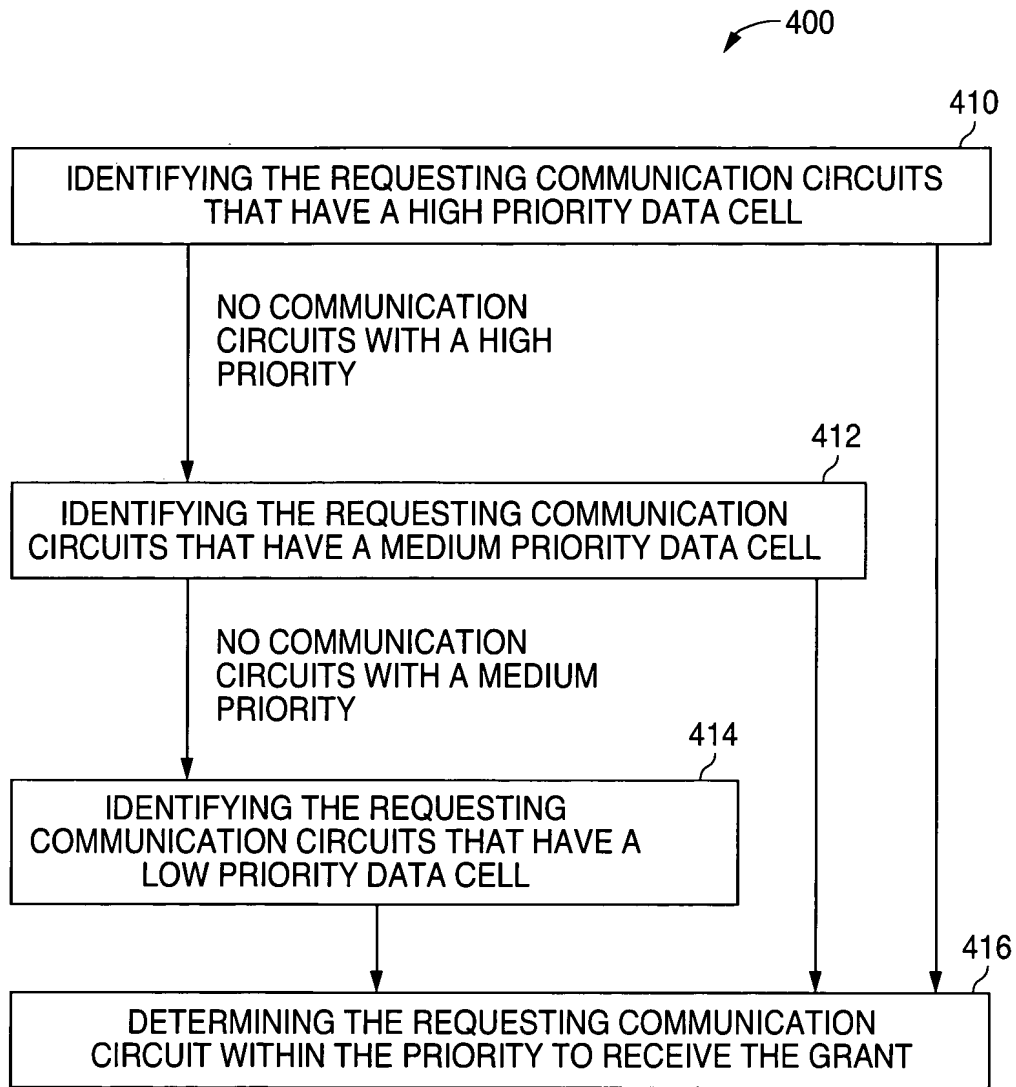 400
410
IDENTIFYING THE REQUESTING COMMUNICATION CIRCUITS
THAT HAVE A HIGH PRIORITY DATA CELL
NO COMMUNICATION
CIRCUITS WITH A HIGH
PRIORITY
412
IDENTIFYING THE REQUESTING COMMUNICATION
CIRCUITS THAT HAVE A MEDIUM PRIORITY DATA CELL
NO COMMUNICATION
CIRCUITS WITH A MEDIUM
PRIORITY
414
IDENTIFYING THE REQUESTING
COMMUNICATION CIRCUITS THAT HAVE A
LOW PRIORITY DATA CELL
416
DETERMINING THE REQUESTING COMMUNICATION
CIRCUIT WITHIN THE PRIORITY TO RECEIVE THE GRANT